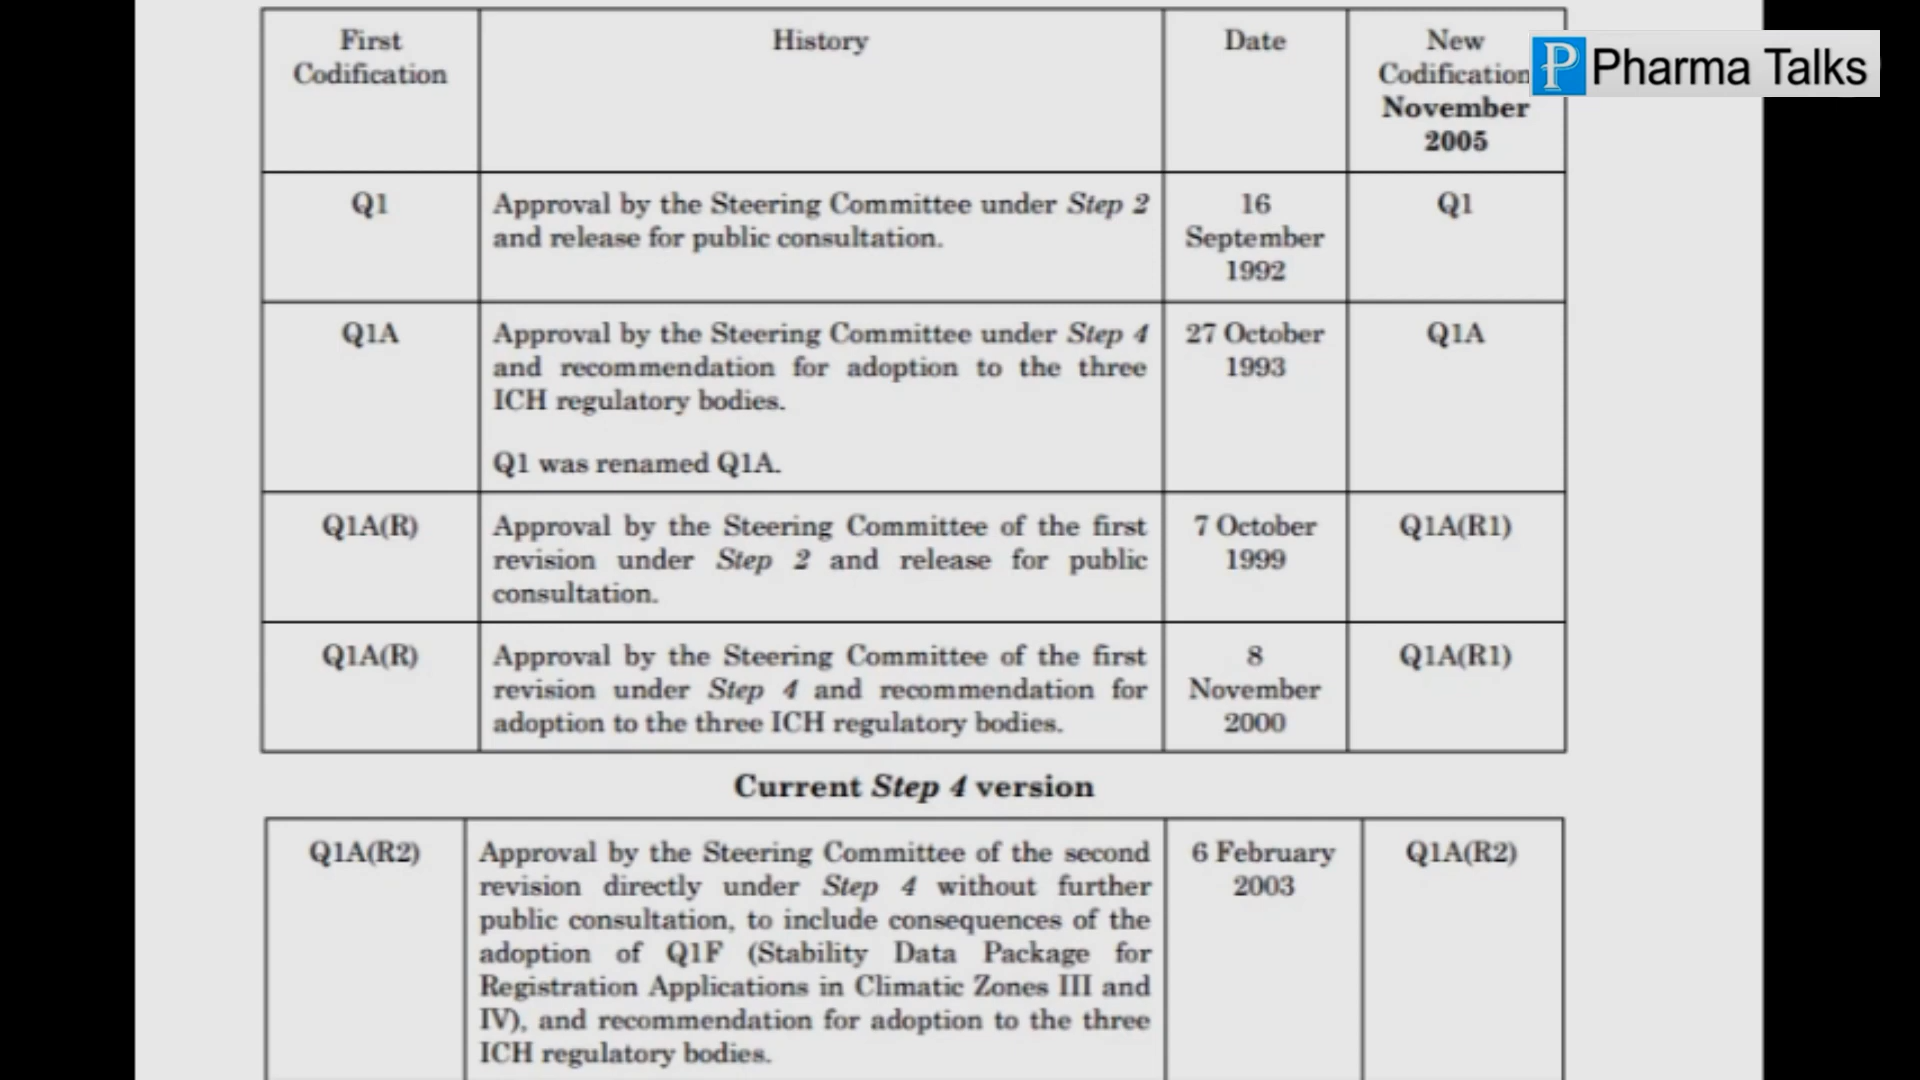 First
Codification
History
Date
New
Codification
November
2005
Pharma Talks
Q1
Approval by the Steering Committee under Step 2
and release for public consultation.
16
September
1992
Q1
Q1A
Approval by the Steering Committee under Step 4
and recommendation for adoption to the three
ICH regulatory bodies.
Q1 was renamed Q1A.
27 October
1993
Q1A
Q1A(R)
Approval by the Steering Committee of the first
revision under Step 2 and release for public
consultation.
7 October
1999
Q1A(R1)
Q1A(R)
Approval by the Steering Committee of the first
revision under Step 4 and recommendation for
adoption to the three ICH regulatory bodies.
8
November
2000
Q1A(R1)
Current Step 4 version
Q1A(R2)
Approval by the Steering Committee of the second
revision directly under Step 4 without further
public consultation, to include consequences of the
adoption of Q1F (Stability Data Package for
Registration Applications in Climatic Zones III and
IV), and recommendation for adoption to the three
ICH regulatory bodies.
6 February
2003
Q1A(R2)